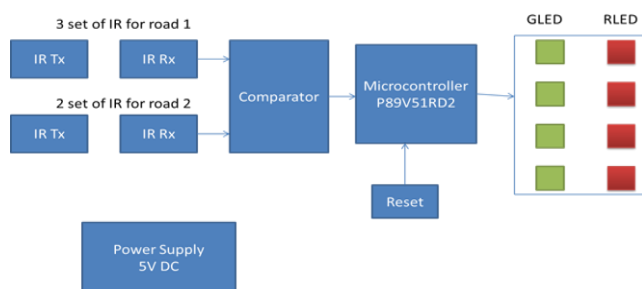 3 set of IR for road 1
IR Tx
IR Rx
2 set of IR for road 2
IR Tx
IR Rx
Comparator
Microcontroller
P89V51RD2
Reset
GLED
RLED
Power Supply
5V DC